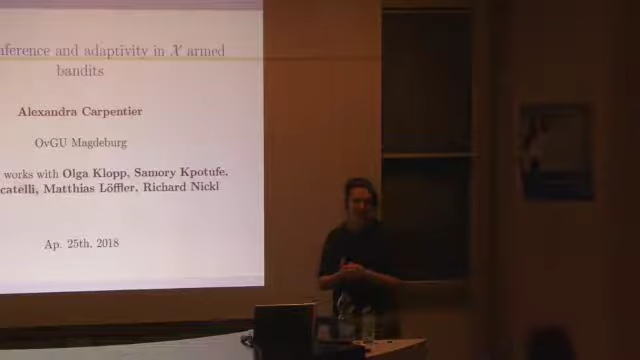 nference and adaptivity in X armed
bandits
Alexandra Carpentier
OvGU Magdeburg
works with Olga Klopp, Samory Kpotufe,
catelli, Matthias Löffler, Richard Nickl
Ap. 25th, 2018